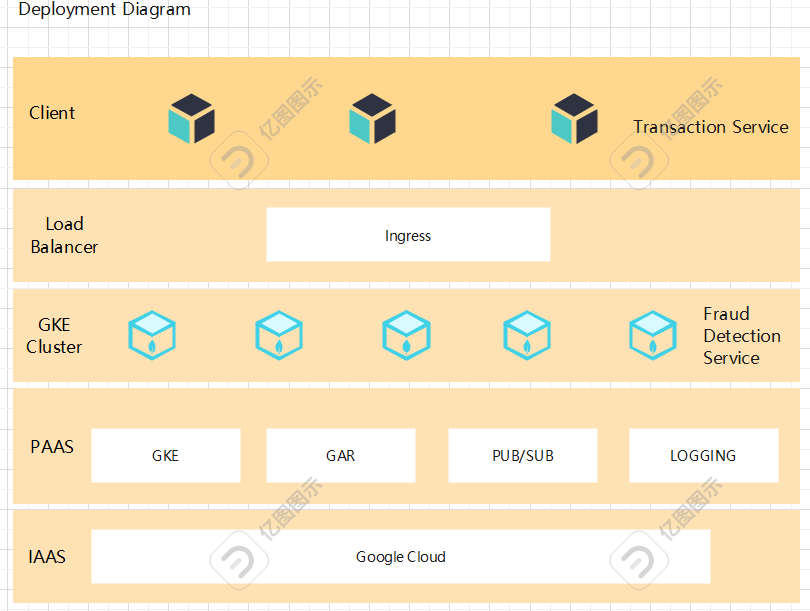 Deployment Diagram
亿图图示
亿图图示
Client
Transaction Service
Load
Balancer
Ingress
GKE
Cluster
Fraud
Detection
Service
PAAS
GKE
GAR
PUB/SUB
LOGGING
亿图图示
亿图图示
IAAS
Google Cloud